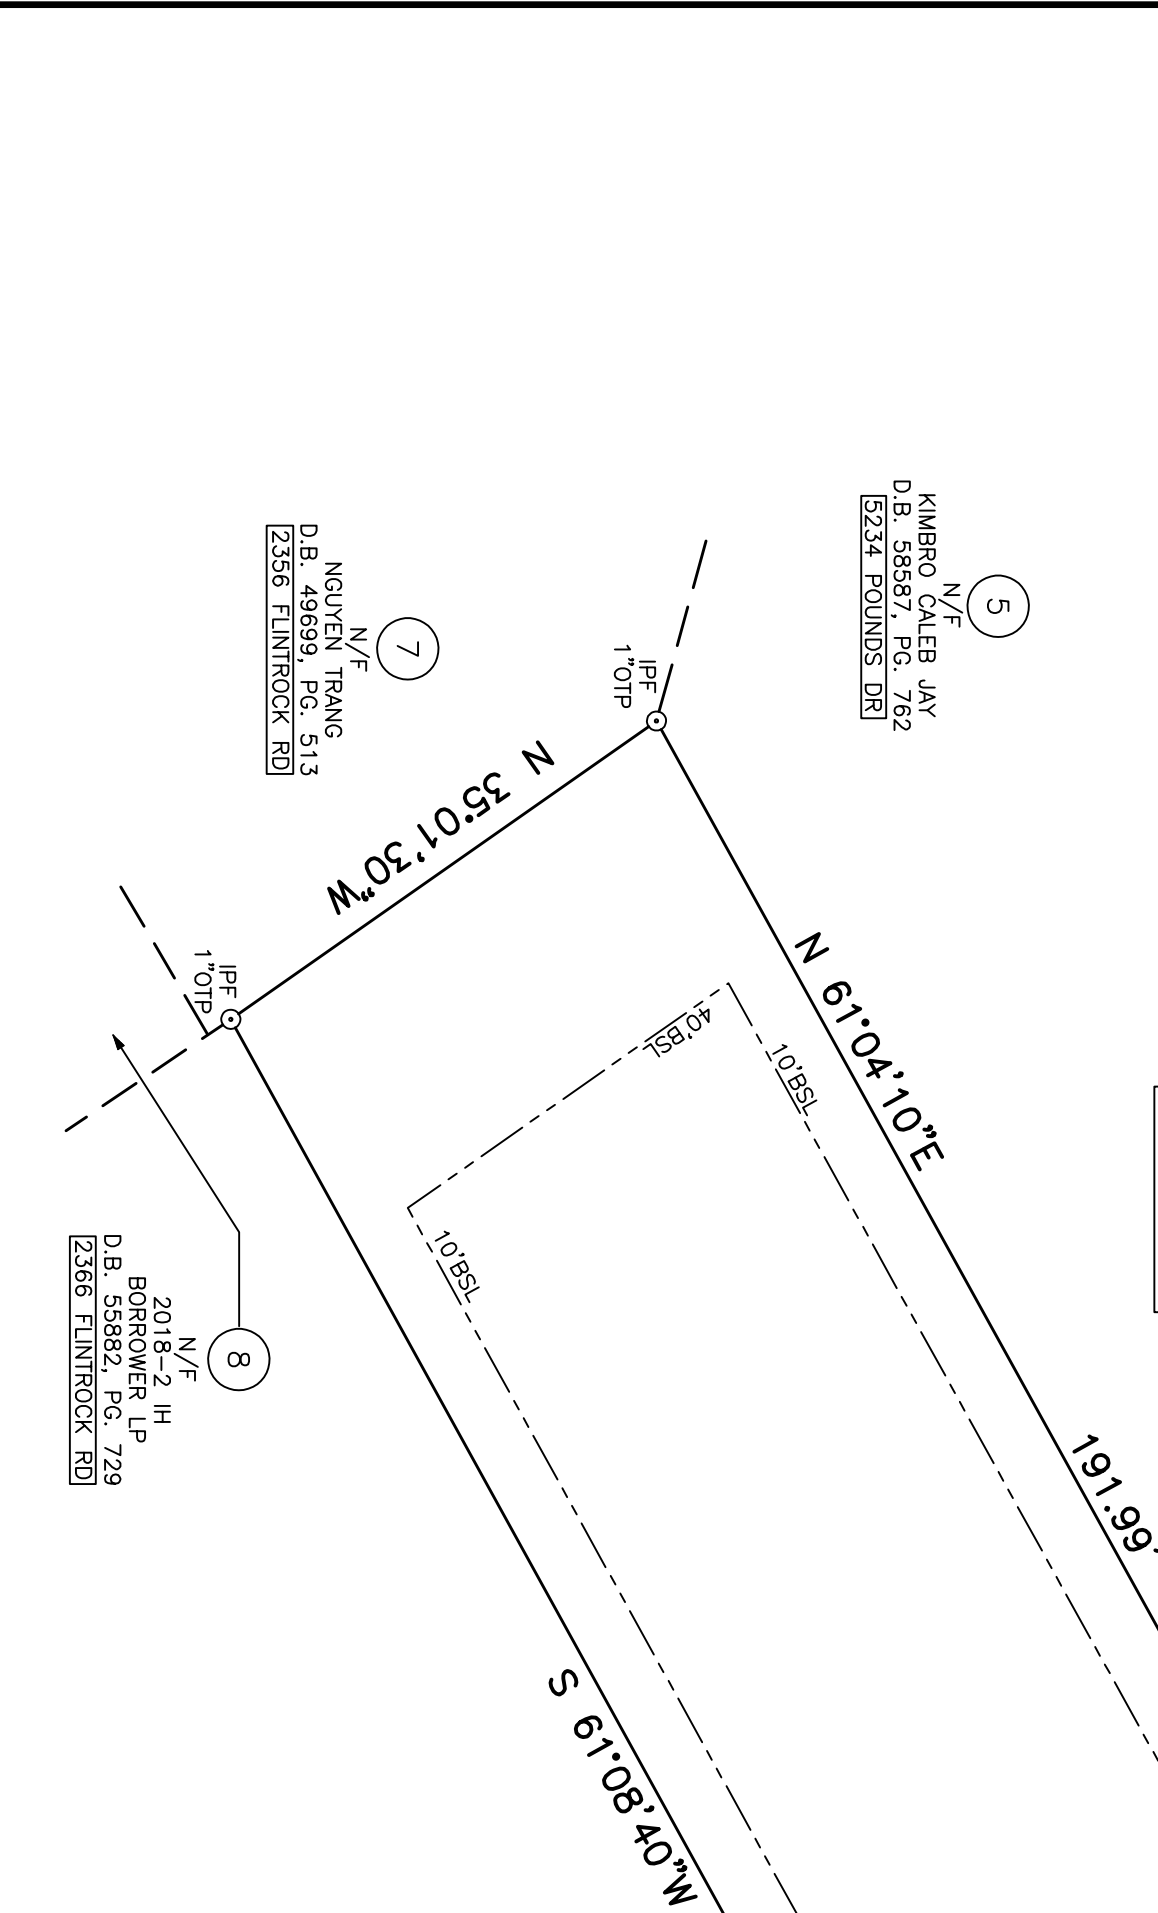 5
N/F
KIMBRO CALEB JAY
D.B. 58587, PG. 762
5234 POUNDS DR
IPF
1"OTP
7
N/F
NGUYEN TRANG
D.B. 49699, PG. 513
2356 FLINTROCK RD
N 35°01'30"W
N 61°04'10"E
191.99'
10'BSL
40'BSL
10'BSL
IPF
1"OTP
8
N/F
2018-2 IH
BORROWER LP
D.B. 55882, PG. 729
2366 FLINTROCK RD
S 61°08'40"W